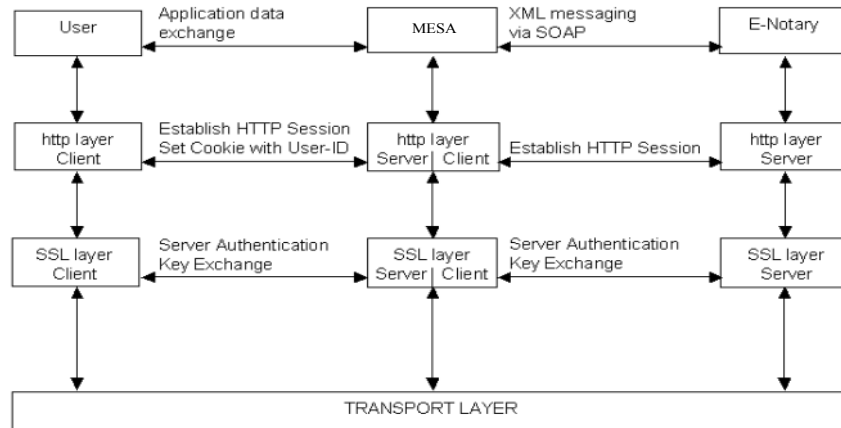 User
Application data
exchange
MESA
XML messaging
via SOAP
E-Notary
http layer
Client
Establish HTTP Session
Set Cookie with User-ID
http layer
Server | Client
Establish HTTP Session
http layer
Server
SSL layer
Client
Server Authentication
Key Exchange
SSL layer
Server | Client
Server Authentication
Key Exchange
SSL layer
Server
TRANSPORT LAYER